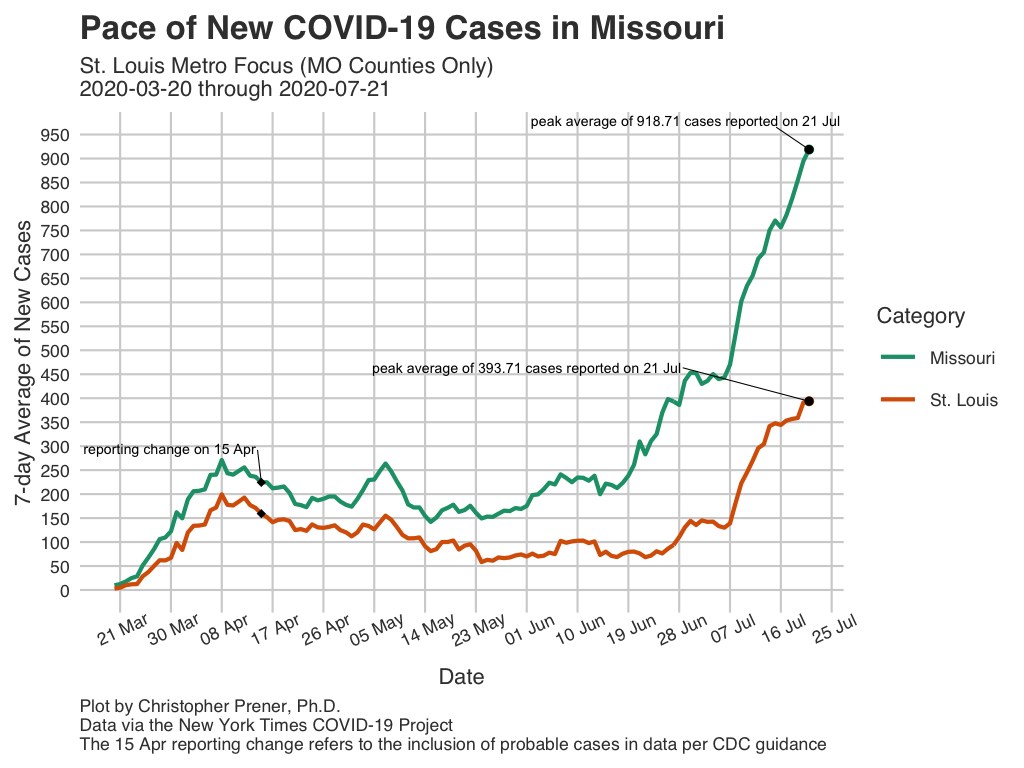 Pace of New COVID-19 Cases in Missouri
St. Louis Metro Focus (MO Counties Only)
2020-03-20 through 2020-07-21
peak average of 918.71 cases reported on 21 Jul
peak average of 393.71 cases reported on 21 Jul
reporting change on 15 Apr
7-day Average of New Cases
950
900
850
800
750
700
650
600
550
500
450
400
350
300
250
200
150
100
50
0
21 Mar
30 Mar
08 Apr
17 Apr
26 Apr
05 May
14 May
23 May
01 Jun
10 Jun
19 Jun
28 Jun
07 Jul
16 Jul
25 Jul
Date
Category
Missouri
St. Louis
Plot by Christopher Prener, Ph.D.
Data via the New York Times COVID-19 Project
The 15 Apr reporting change refers to the inclusion of probable cases in data per CDC guidance